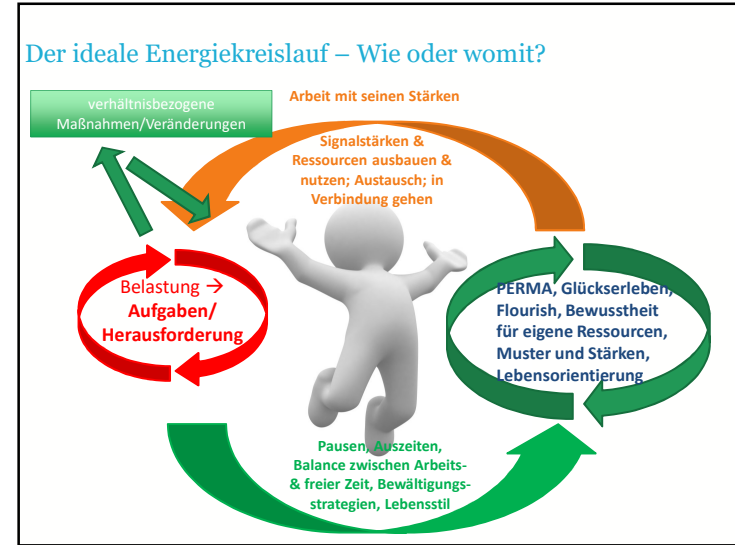 Der ideale Energiekreislauf – Wie oder womit?
verhältnisbezogene
Maßnahmen/Veränderungen
Arbeit mit seinen Stärken
Signalstärken &
Ressourcen ausbauen &
nutzen; Austausch; in
Verbindung gehen
Belastung →
Aufgaben/
Herausforderung
PERMA, Glückserleben,
Flourish, Bewusstheit
für eigene Ressourcen,
Muster und Stärken,
Lebensorientierung
Pausen, Auszeiten,
Balance zwischen Arbeits-
& freier Zeit, Bewältigungs-
strategien, Lebensstil